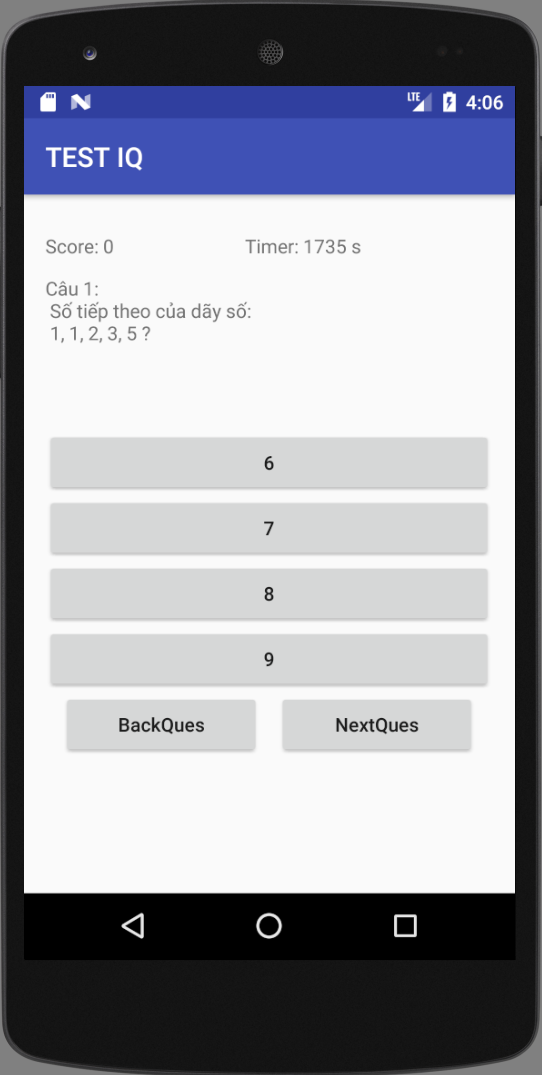 LTE 4:06
TEST IQ
Score: 0 Timer: 1735 s
Câu 1:
Số tiếp theo của dãy số:
1, 1, 2, 3, 5 ?
6
7
8
9
BackQues NextQues